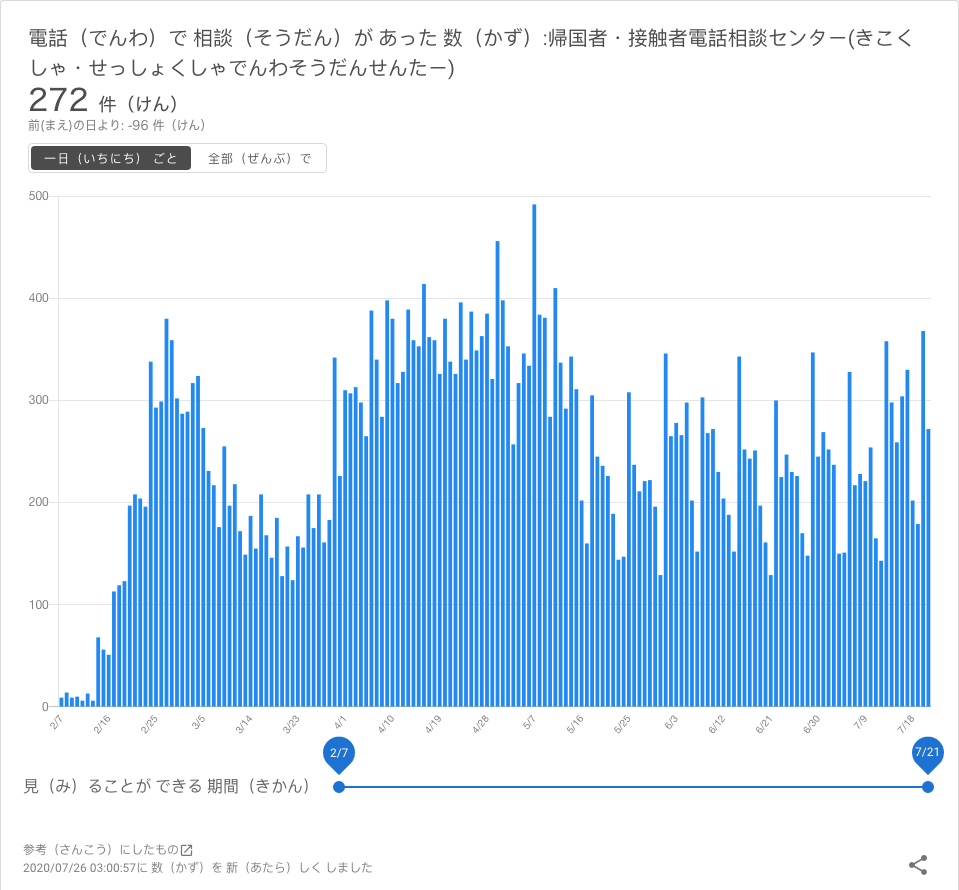 電話（でんわ）で 相談（そうだん）が あった 数（かず）:帰国者・接触者電話相談センター(きこく
しゃ・せっしょくしゃでんわそうだんせんたー)
272 件（けん）
前(まえ)の日より: -96 件（けん）
一日（いちにち） ごと 全部（ぜんぶ）で
500
400
300
200
100
0
2/7 2/16 2/25 3/5 3/14 3/23 4/1 4/10 4/19 4/28 5/7 5/16 5/25 6/3 6/12 6/21 6/30 7/9 7/18
2/7 7/21
見（み）ることが できる 期間（きかん）
参考（さんこう）にしたもの
2020/07/26 03:00:57に 数（かず）を 新（あたら）しく しました